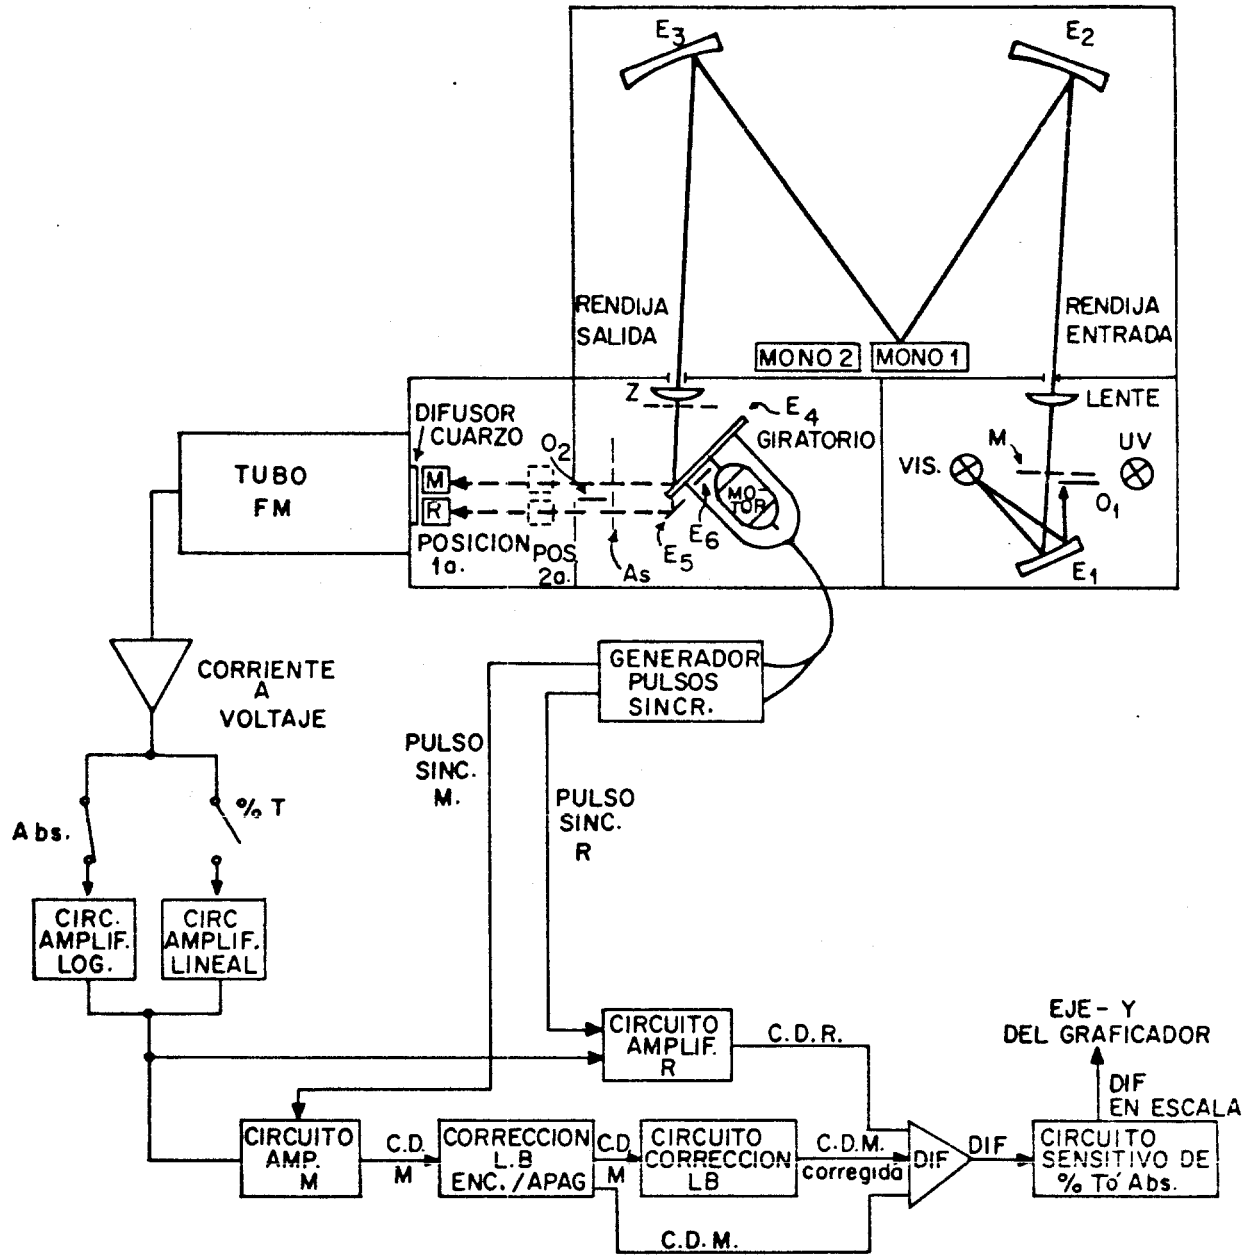 E3
E2
RENDIJA
SALIDA
RENDIJA
ENTRADA
MONO 2
MONO 1
Z
LENTE
E4
GIRATORIO
DIFUSOR
CUARZO
O2
M
UV
VIS.
TUBO
FM
M
R
MO-
TOR
O1
E6
E5
E1
POSICION
1a.
POS
2a.
As
GENERADOR
PULSOS
SINCR.
CORRIENTE
A
VOLTAJE
PULSO
SINC.
M.
PULSO
SINC.
R
Abs.
% T
CIRC.
AMPLIF.
LOG.
CIRC
AMPLIF.
LINEAL
CIRCUITO
AMPLIF.
R
C.D.R.
EJE-Y
DEL GRAFICADOR
DIF
EN ESCALA
CIRCUITO
AMP.
M
C.D.
M
CORRECCION
L.B
ENC./APAG
C.D.
M
CIRCUITO
CORRECCION
LB
C.D.M.
corregida
DIF
DIF
CIRCUITO
SENSITIVO DE
% Tó Abs.
C.D.M.